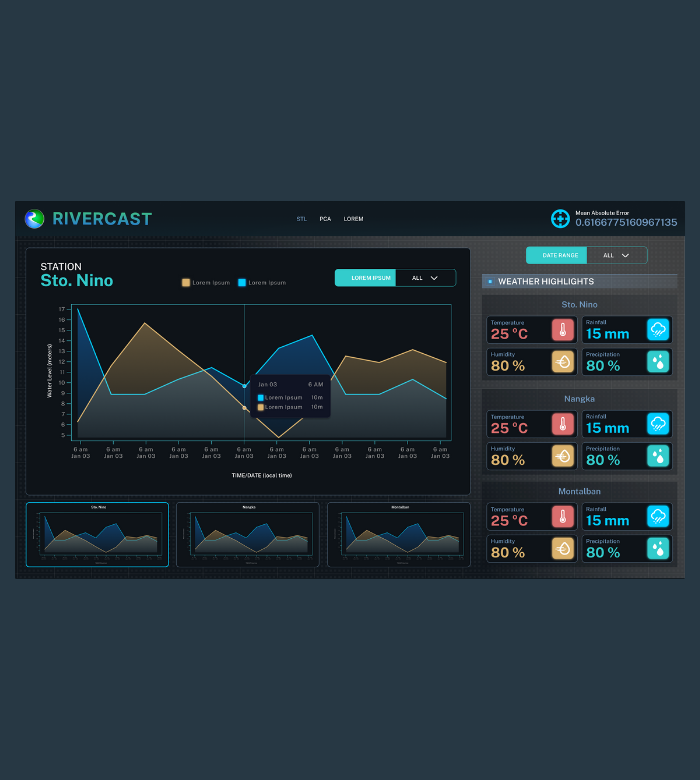 RIVERCAST
STL PCA LOREM
Mean Absolute Error
0.6166775160967135
STATION
Sto. Nino
Lorem Ipsum Lorem Ipsum
LOREM IPSUM ALL
Water Level (meters)
17
16
15
14
13
12
11
10
9
8
7
6
5
Jan 03 6 AM
Lorem Ipsum 10m
Lorem Ipsum 10m
6 am 6 am 6 am 6 am 6 am 6 am 6 am 6 am 6 am 6 am 6 am 6 am
Jan 03 Jan 03 Jan 03 Jan 03 Jan 03 Jan 03 Jan 03 Jan 03 Jan 03 Jan 03 Jan 03 Jan 03
TIME/DATE (local time)
Sto. Nino
Nangka
Montalban
DATE RANGE ALL
WEATHER HIGHLIGHTS
Sto. Nino
Temperature
25 °C
Rainfall
15 mm
Humidity
80 %
Precipitation
80 %
Nangka
Temperature
25 °C
Rainfall
15 mm
Humidity
80 %
Precipitation
80 %
Montalban
Temperature
25 °C
Rainfall
15 mm
Humidity
80 %
Precipitation
80 %